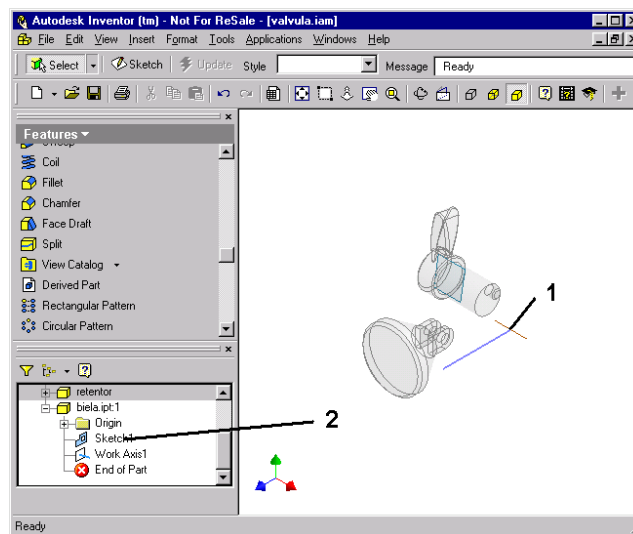 Autodesk Inventor (tm) - Not For ReSale - [valvula.iam]
File Edit View Insert Format Tools Applications Windows Help
Select Sketch Update Style Message Ready
Features
Coil
Fillet
Chamfer
Face Draft
Split
View Catalog
Derived Part
Rectangular Pattern
Circular Pattern
1
retentor
biela.ipt:1
Origin
Sketch1
2
Work Axis1
End of Part
Ready